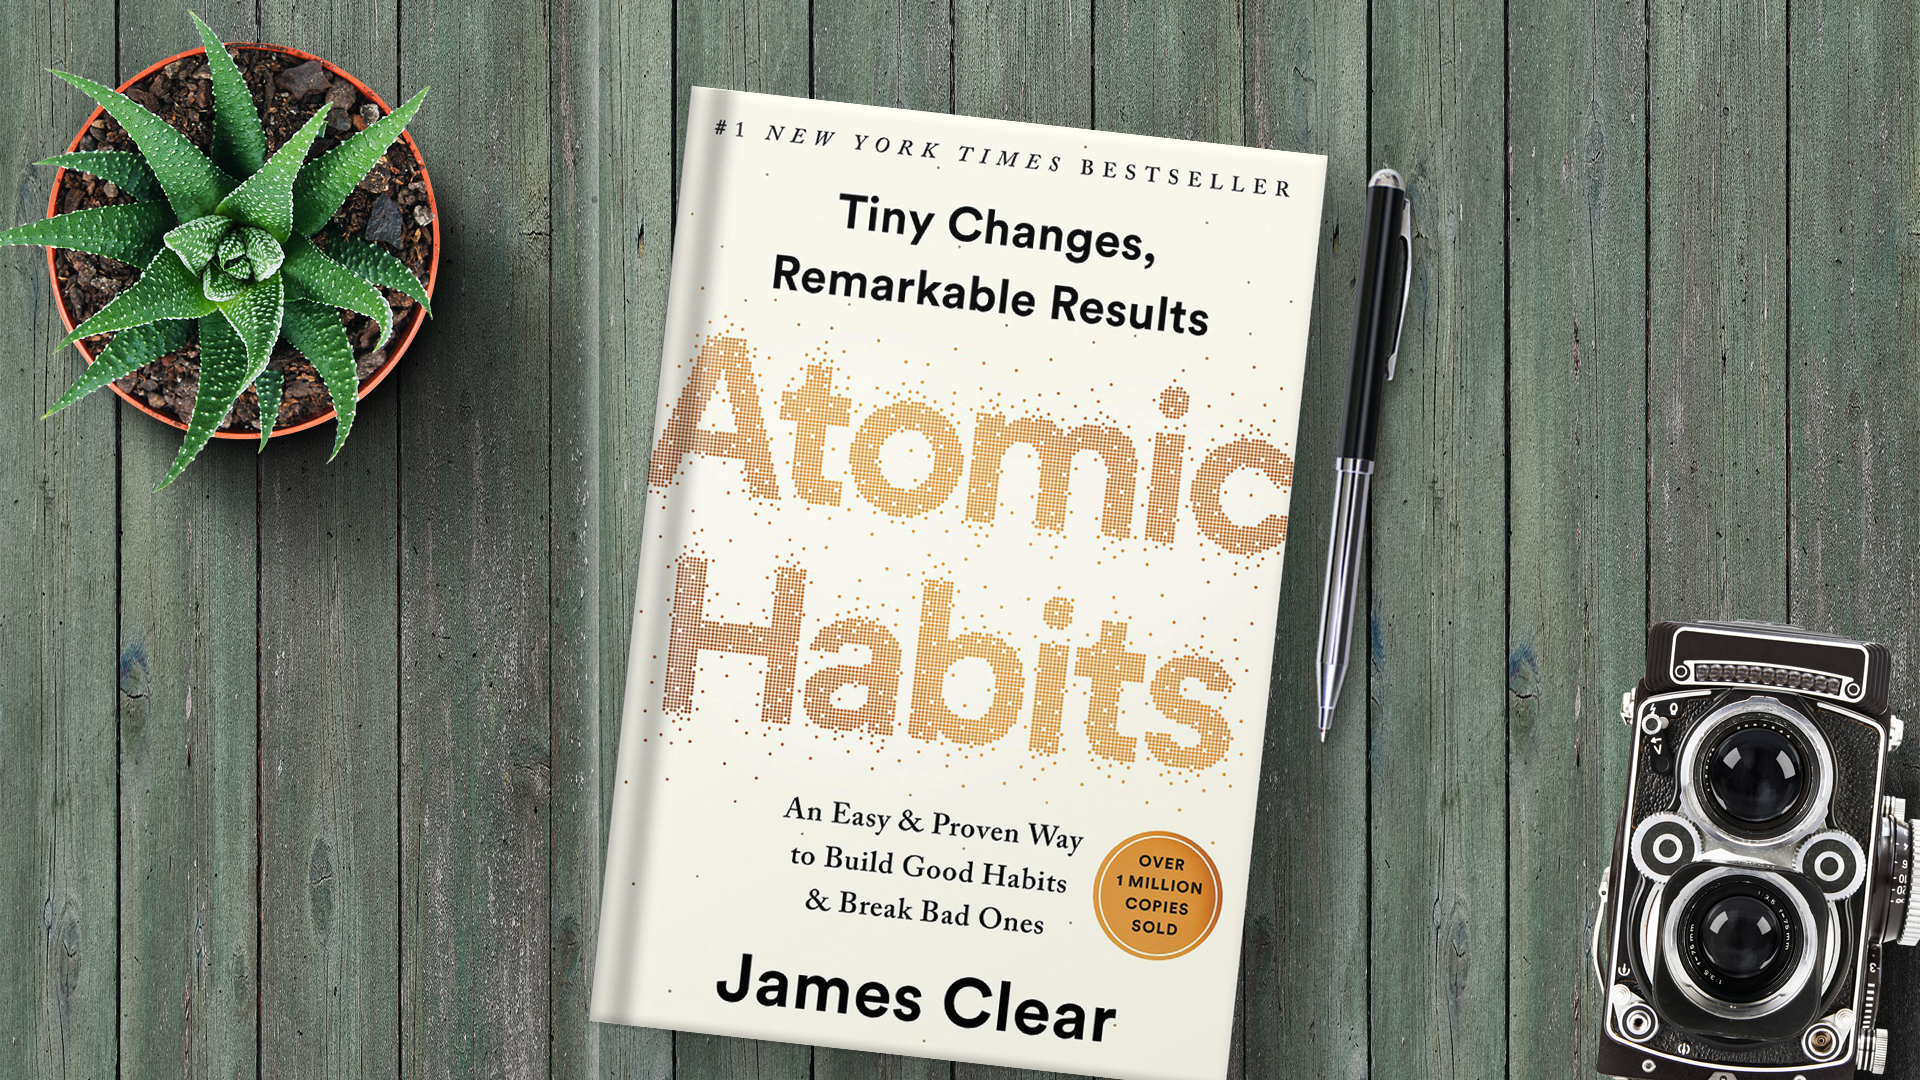 #1 NEW YORK TIMES BESTSELLER
Tiny Changes,
Remarkable Results
Atomic
Habits
An Easy & Proven Way
to Build Good Habits
& Break Bad Ones
OVER
1 MILLION
COPIES
SOLD
James Clear